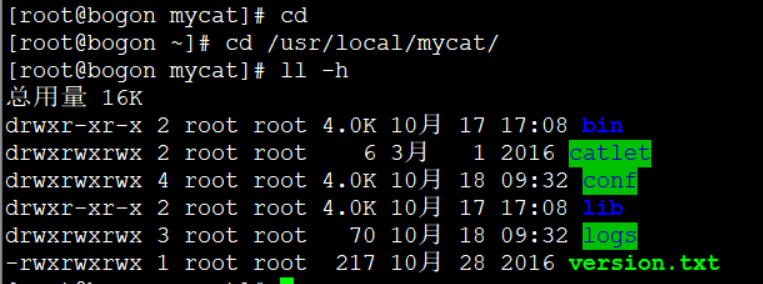 [root@bogon mycat]# cd
[root@bogon ~]# cd /usr/local/mycat/
[root@bogon mycat]# ll -h
总用量 16K
drwxr-xr-x 2 root root 4.0K 10月 17 17:08 bin
drwxrwxrwx 2 root root    6 3月   1 2016 catlet
drwxrwxrwx 4 root root 4.0K 10月 18 09:32 conf
drwxr-xr-x 2 root root 4.0K 10月 17 17:08 lib
drwxrwxrwx 3 root root   70 10月 18 09:32 logs
-rwxrwxrwx 1 root root  217 10月 28 2016 version.txt